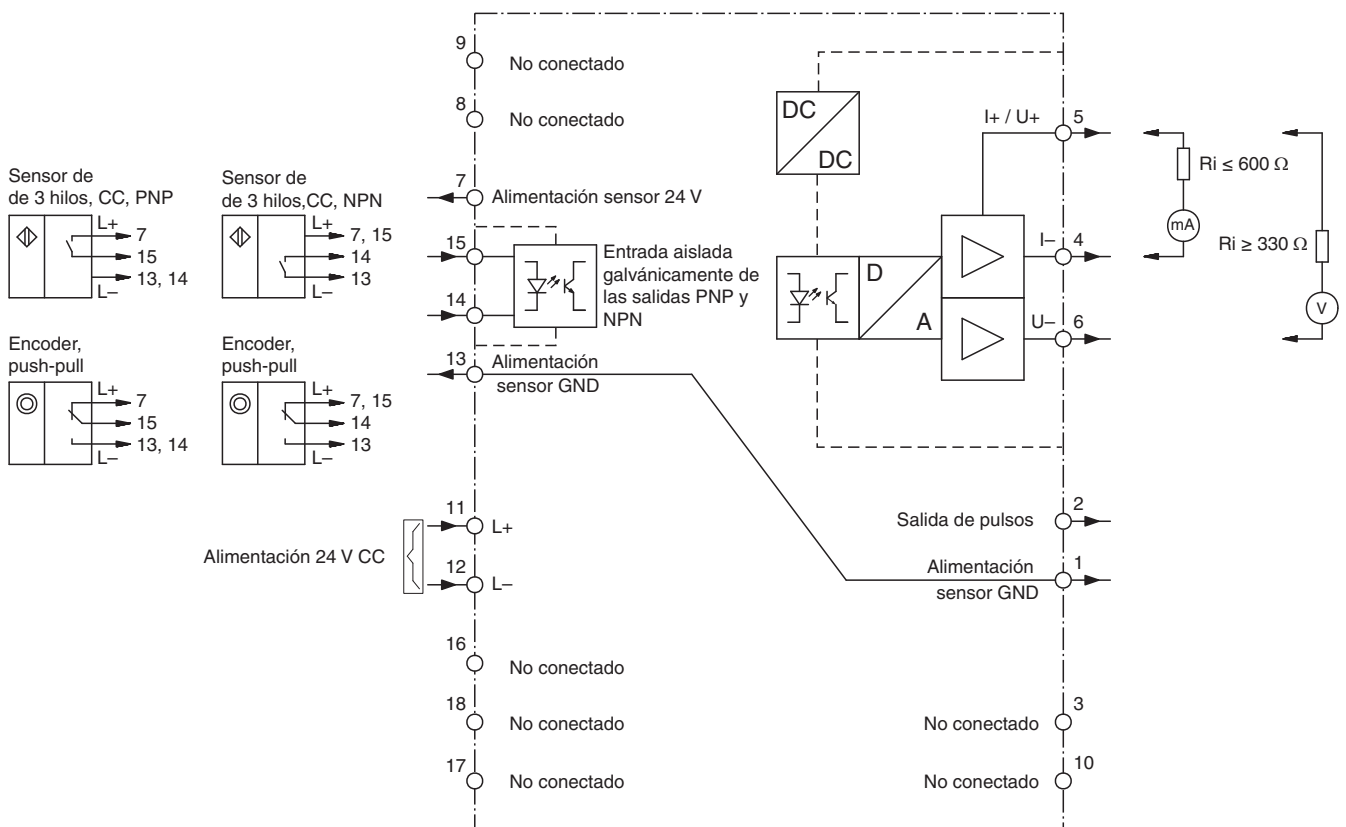 Sensor de
de 3 hilos, CC, PNP
L+
7
15
13, 14
L–
Sensor de
de 3 hilos,CC, NPN
L+
7, 15
14
13
L–
Encoder,
push-pull
L+
7
15
13, 14
L–
Encoder,
push-pull
L+
7, 15
14
13
L–
Alimentación 24 V CC
9
No conectado
8
No conectado
7
Alimentación sensor 24 V
15
14
Entrada aislada
galvánicamente de
las salidas PNP y
NPN
13
Alimentación
sensor GND
11
L+
12
L–
16
No conectado
18
No conectado
17
No conectado
DC
DC
D
A
I+ / U+
5
I–
4
U–
6
Ri ≤ 600 Ω
mA
Ri ≥ 330 Ω
V
Salida de pulsos
2
Alimentación
sensor GND
1
No conectado
3
No conectado
10